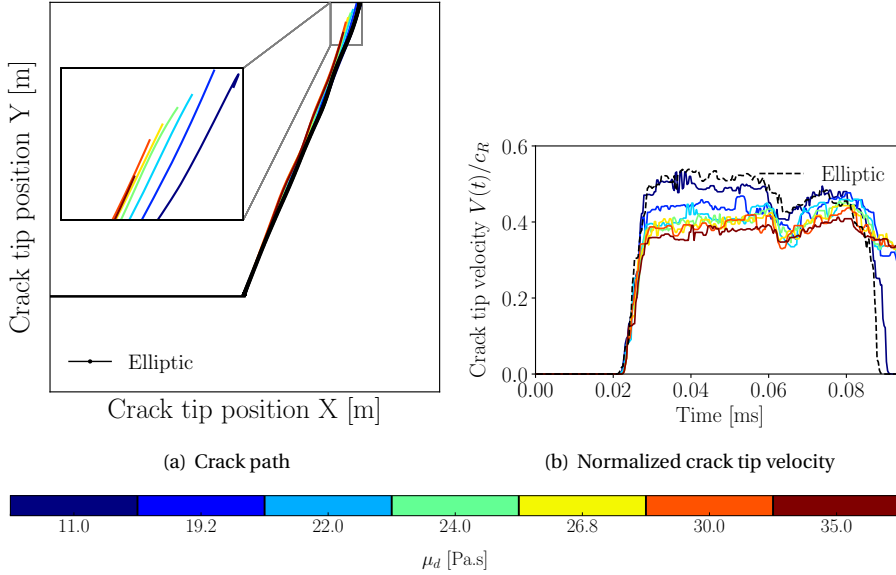 Crack tip position Y [m]
Elliptic
Crack tip position X [m]
(a) Crack path
Crack tip velocity V(t)/c_R
0.6
0.4
0.2
0.0
Elliptic
0.00
0.02
0.04
0.06
0.08
Time [ms]
(b) Normalized crack tip velocity
11.0
19.2
22.0
24.0
26.8
30.0
35.0
μ_d [Pa.s]